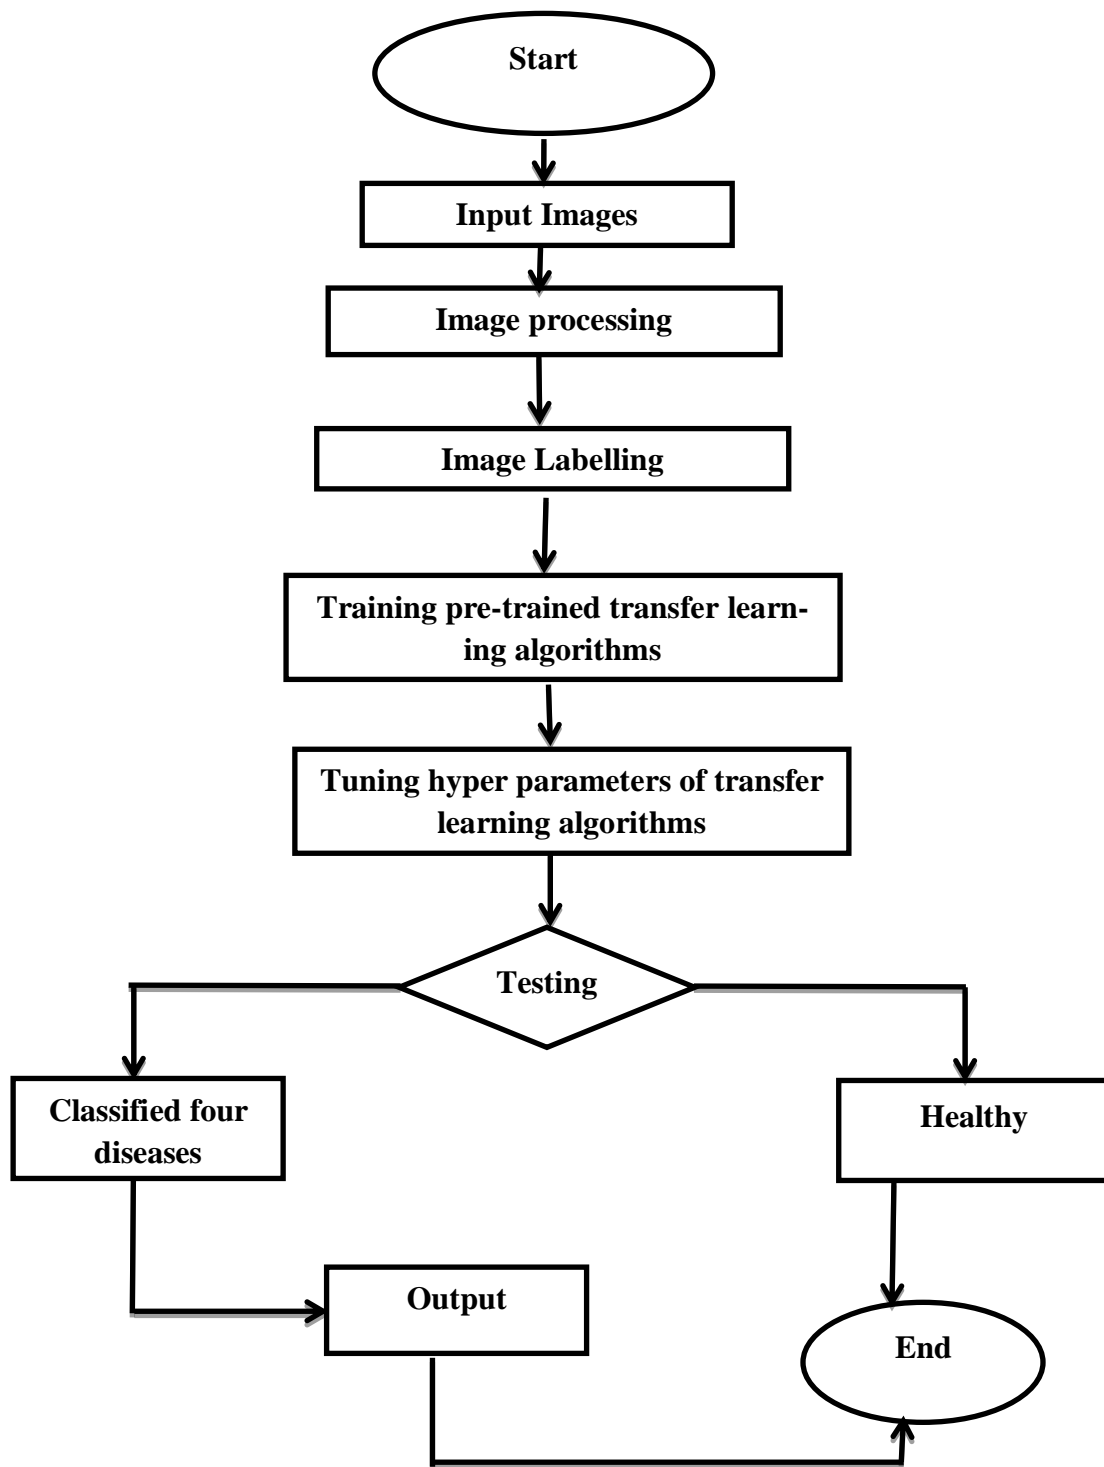 Start
Input Images
Image processing
Image Labelling
Training pre-trained transfer learn-
ing algorithms
Tuning hyper parameters of transfer
learning algorithms
Testing
Classified four
diseases
Healthy
Output
End